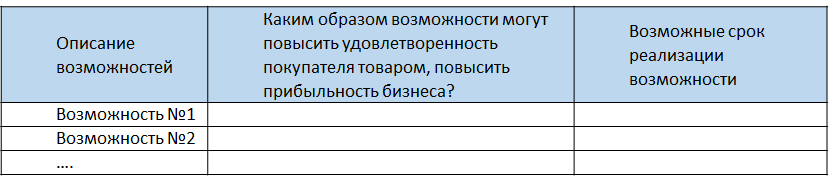 Описание
возможностей
Каким образом возможности могут
повысить удовлетворенность
покупателя товаром, повысить
прибыльность бизнеса?
Возможные срок
реализации
возможности
Возможность №1
Возможность №2
....